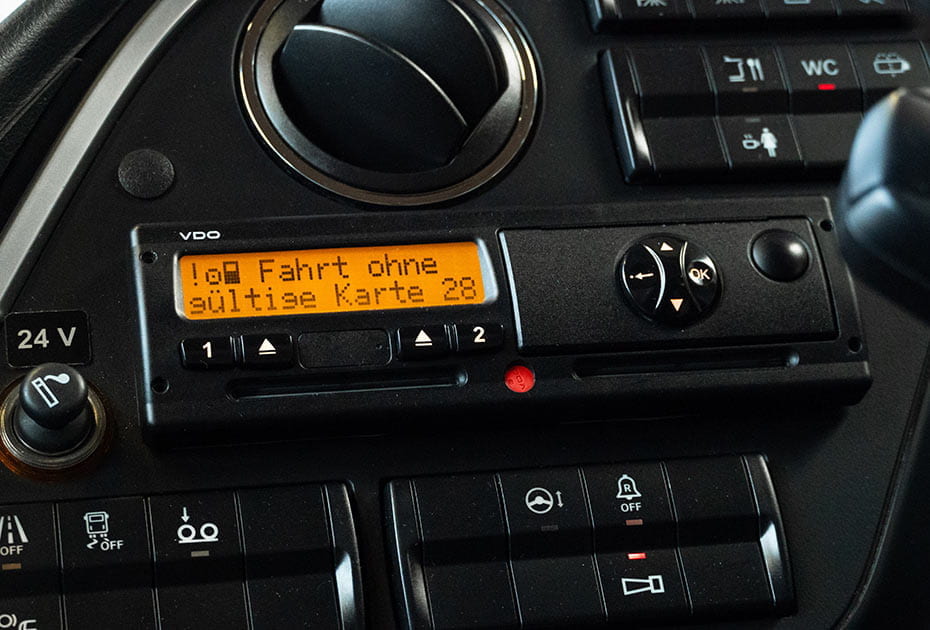 WC
VDO
!
Fahrt ohne
gültige Karte 28
OK
24 V
1
2
OFF
OFF
R
OFF